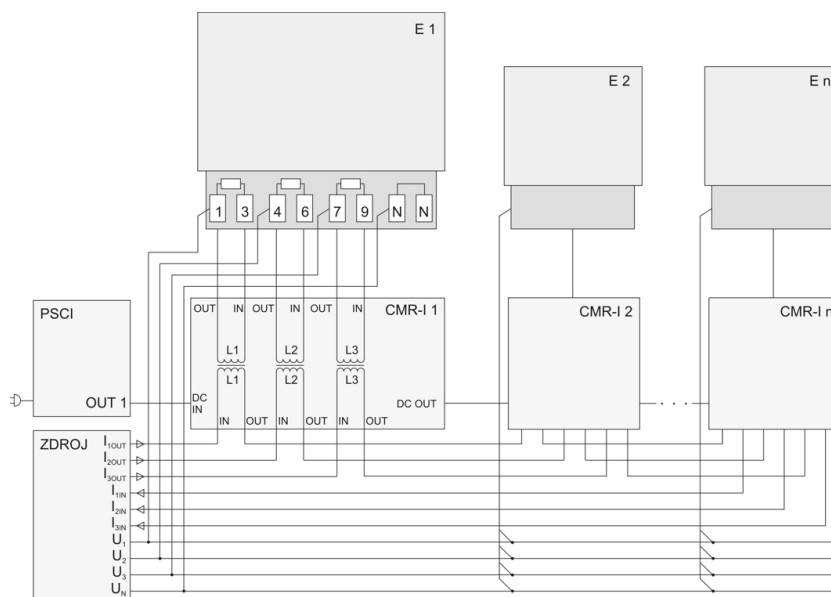 E 1
E 2
E n
1 3 4 6 7 9 N N
PSCI
OUT 1
OUT IN OUT IN OUT IN
CMR-I 1
L1 L2 L3
L1 L2 L3
DC IN
DC OUT
IN OUT IN OUT IN OUT
CMR-I 2
. . . .
CMR-I n
ZDROJ
I1OUT
I2OUT
I3OUT
I1IN
I2IN
I3IN
U1
U2
U3
UN